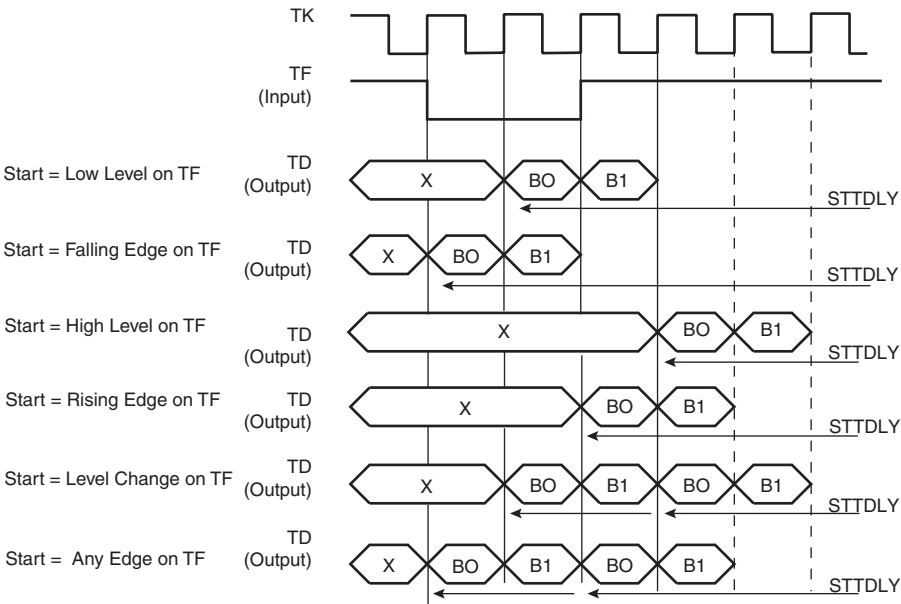 TK
TF
(Input)
Start = Low Level on TF
TD
(Output)
X
BO
B1
STTDLY
Start = Falling Edge on TF
TD
(Output)
X
BO
B1
STTDLY
Start = High Level on TF
TD
(Output)
X
BO
B1
STTDLY
Start = Rising Edge on TF
TD
(Output)
X
BO
B1
STTDLY
Start = Level Change on TF
TD
(Output)
X
BO
B1
BO
B1
STTDLY
Start = Any Edge on TF
TD
(Output)
X
BO
B1
BO
B1
STTDLY